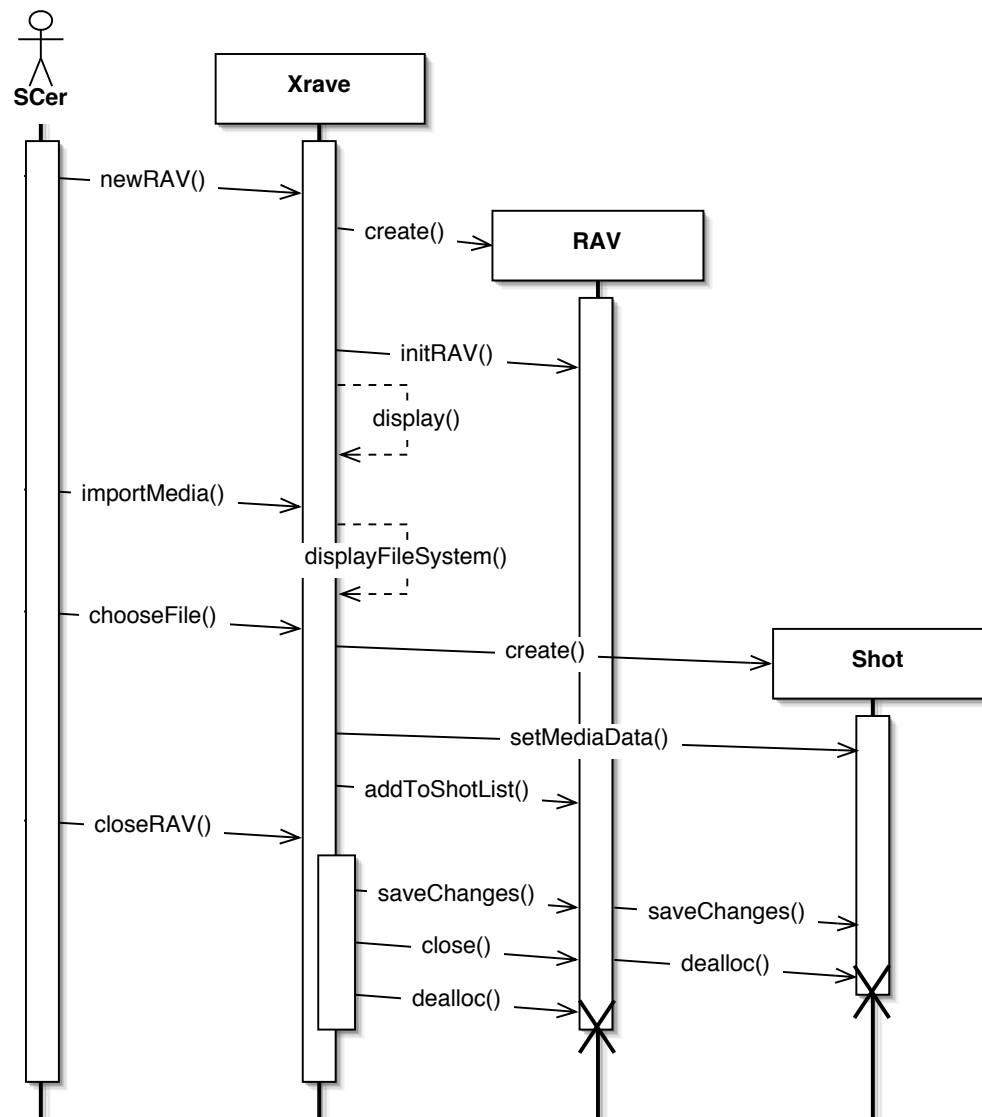 SCer
Xrave
newRAV()
create()
RAV
initRAV()
display()
importMedia()
displayFileSystem()
chooseFile()
create()
Shot
setMediaData()
addToShotList()
closeRAV()
saveChanges()
saveChanges()
close()
dealloc()
dealloc()